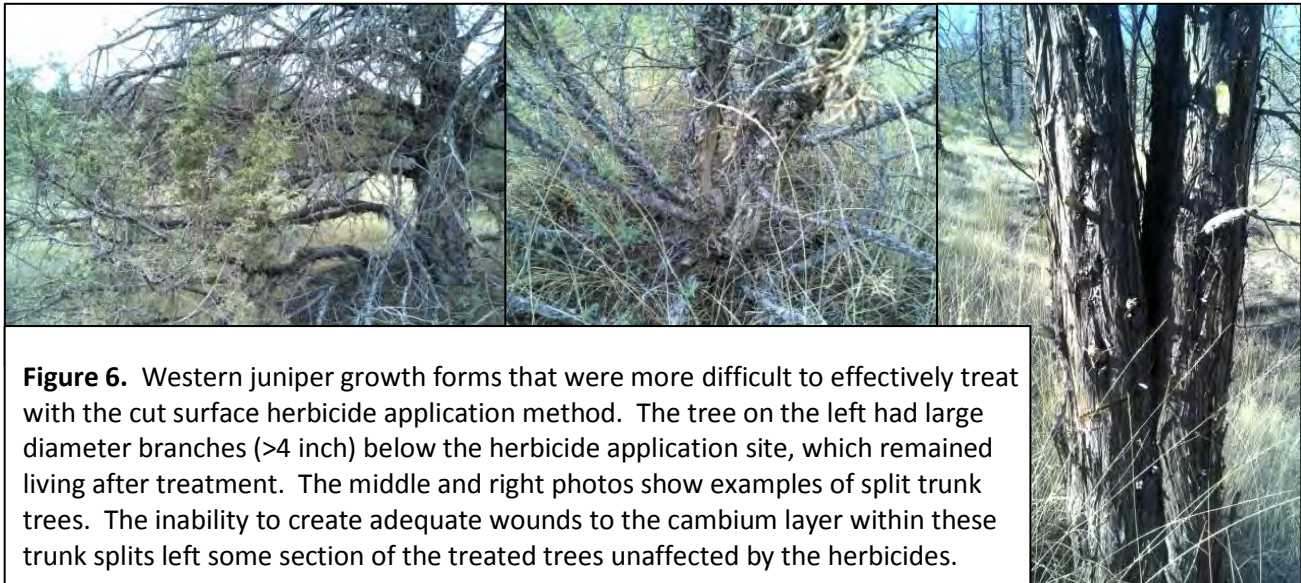 Figure 6. Western juniper growth forms that were more difficult to effectively treat
with the cut surface herbicide application method. The tree on the left had large
diameter branches (>4 inch) below the herbicide application site, which remained
living after treatment. The middle and right photos show examples of split trunk
trees. The inability to create adequate wounds to the cambium layer within these
trunk splits left some section of the treated trees unaffected by the herbicides.